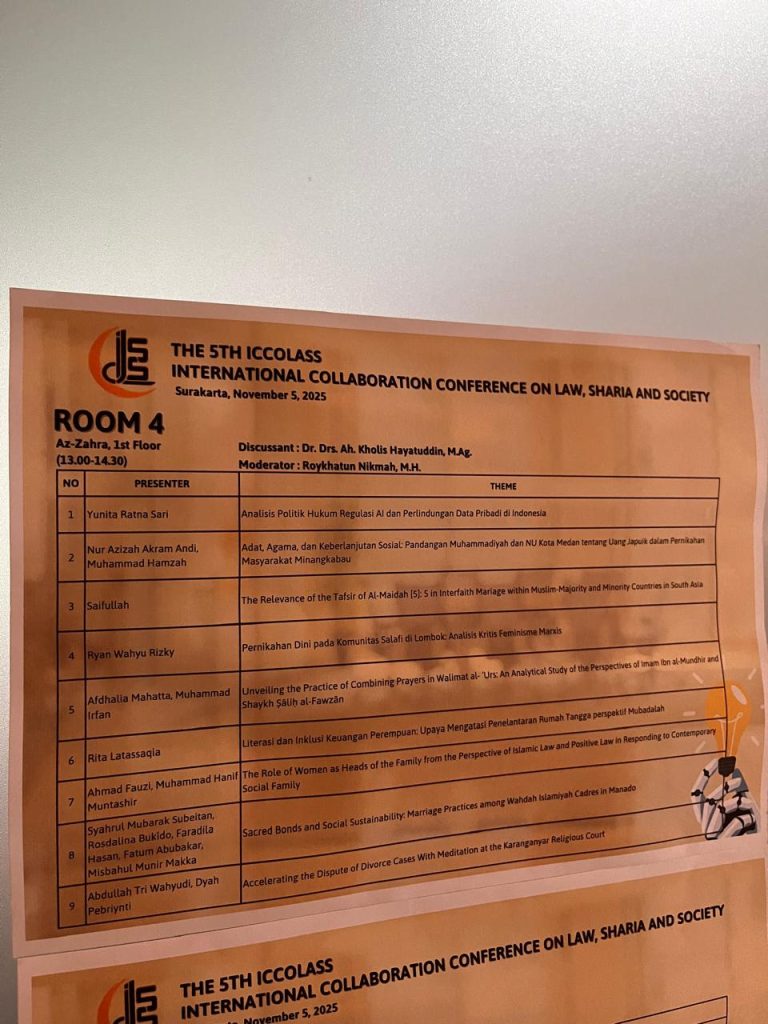 THE 5TH ICCOLASS
INTERNATIONAL COLLABORATION CONFERENCE ON LAW, SHARIA AND SOCIETY
Surakarta, November 5, 2025
ROOM 4
Az-Zahra, 1st Floor
(13.00-14.30)
Discussant : Dr. Drs. Ah. Kholis Hayatuddin, M.Ag.
Moderator : Roykhatun Nikmah, M.H.
NO PRESENTER THEME
1 Yunita Ratna Sari Analisis Politik Hukum Regulasi AI dan Perlindungan Data Pribadi di Indonesia
2 Nur Azizah Akram Andi, Muhammad Hamzah Adat, Agama, dan Keberlanjutan Sosial: Pandangan Muhammadiyah dan NU Kota Medan tentang Uang Japuik dalam Pernikahan
Masyarakat Minangkabau
3 Saifullah The Relevance of the Tafsir of Al-Maidah [5]: 5 in Interfaith Mariage within Muslim-Majority and Minority Countries in South Asia
4 Ryan Wahyu Rizky Pernikahan Dini pada Komunitas Salafi di Lombok: Analisis Kritis Feminisme Marxis
5 Afdhalia Mahatta, Muhammad Irfan Unveiling the Practice of Combining Prayers in Walimat al- 'Urs: An Analytical Study of the Perspectives of Imam Ibn al-Mundhir and
Shaykh Ṣāliḥ al-Fawzān
6 Rita Latassaqia Literasi dan Inklusi Keuangan Perempuan: Upaya Mengatasi Penelantaran Rumah Tangga perspektif Mubadalah
7 Ahmad Fauzi, Muhammad Hanif Muntashir The Role of Women as Heads of the Family from the Perspective of Islamic Law and Positive Law in Responding to Contemporary
Social Family
8 Syahrul Mubarak Subeitan,
Rosdalina Bukido, Faradila
Hasan, Fatum Abubakar,
Misbahul Munir Makka Sacred Bonds and Social Sustainability: Marriage Practices among Wahdah Islamiyah Cadres in Manado
9 Abdullah Tri Wahyudi, Dyah
Pebriynti Accelerating the Dispute of Divorce Cases With Meditation at the Karanganyar Religious Court
THE 5TH ICCOLASS
INTERNATIONAL COLLABORATION CONFERENCE ON LAW, SHARIA AND SOCIETY
November 5, 2025